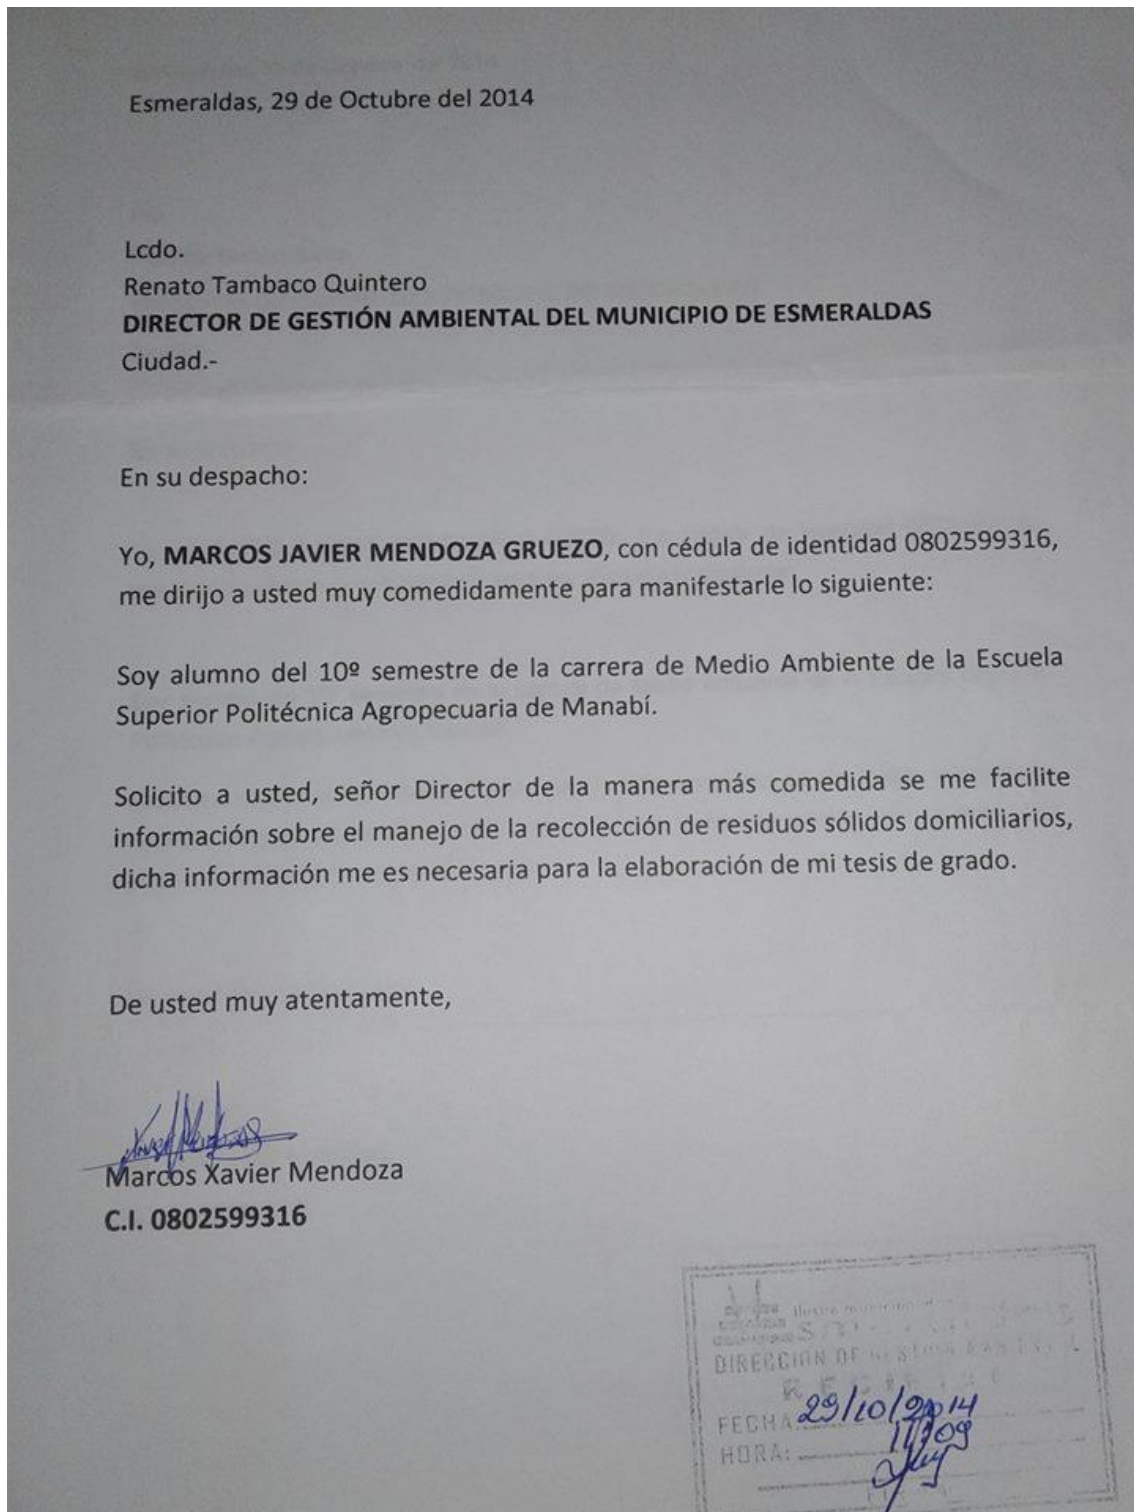 Esmeraldas, 29 de Octubre del 2014
Lcdo.
Renato Tambaco Quintero
DIRECTOR DE GESTIÓN AMBIENTAL DEL MUNICIPIO DE ESMERALDAS
Ciudad.-
En su despacho:
Yo, MARCOS JAVIER MENDOZA GRUEZO, con cédula de identidad 0802599316,
me dirijo a usted muy comedidamente para manifestarle lo siguiente:
Soy alumno del 10º semestre de la carrera de Medio Ambiente de la Escuela
Superior Politécnica Agropecuaria de Manabí.
Solicito a usted, señor Director de la manera más comedida se me facilite
información sobre el manejo de la recolección de residuos sólidos domiciliarios,
dicha información me es necesaria para la elaboración de mi tesis de grado.
De usted muy atentamente,
Marcos Xavier Mendoza
C.I. 0802599316
DIRECCION DE
FECHA 29/10/2014
HORA: 11:09